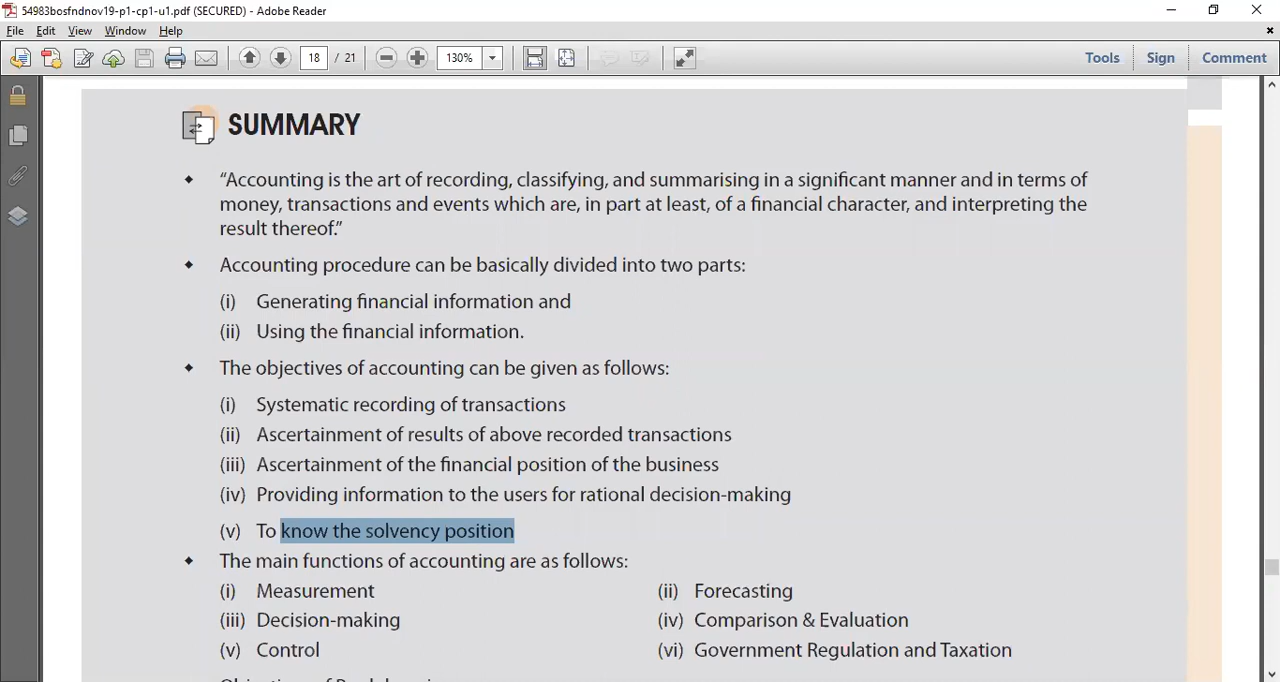 54983bosfndnov19-p1-cp1-u1.pdf (SECURED) - Adobe Reader
File Edit View Window Help
18 / 21 130% Tools Sign Comment
SUMMARY
“Accounting is the art of recording, classifying, and summarising in a significant manner and in terms of
money, transactions and events which are, in part at least, of a financial character, and interpreting the
result thereof.”
Accounting procedure can be basically divided into two parts:
(i) Generating financial information and
(ii) Using the financial information.
The objectives of accounting can be given as follows:
(i) Systematic recording of transactions
(ii) Ascertainment of results of above recorded transactions
(iii) Ascertainment of the financial position of the business
(iv) Providing information to the users for rational decision-making
(v) To know the solvency position
The main functions of accounting are as follows:
(i) Measurement (ii) Forecasting
(iii) Decision-making (iv) Comparison & Evaluation
(v) Control (vi) Government Regulation and Taxation